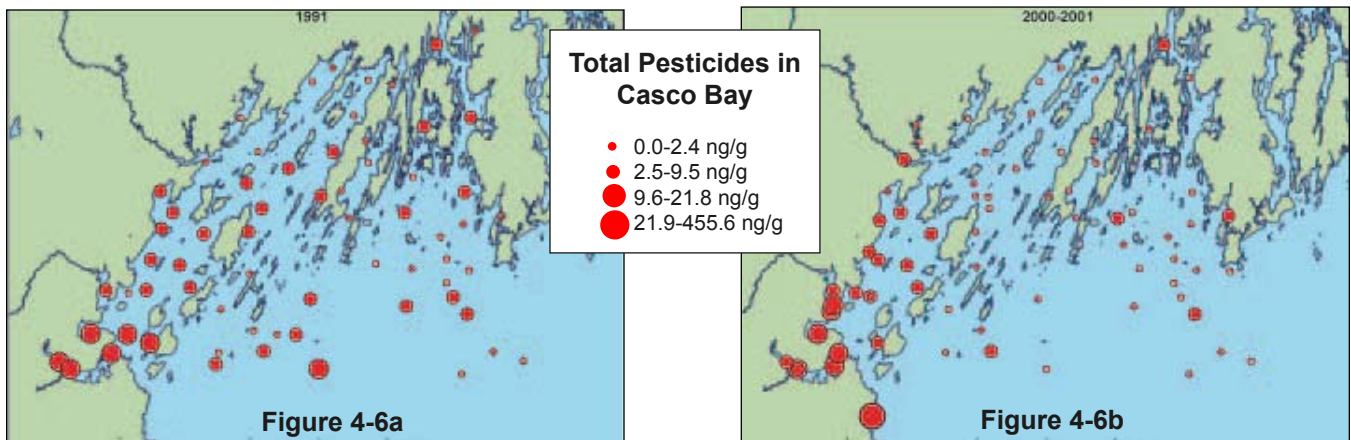 1991
2000-2001
Total Pesticides in
Casco Bay
0.0-2.4 ng/g
2.5-9.5 ng/g
9.6-21.8 ng/g
21.9-455.6 ng/g
Figure 4-6a
Figure 4-6b